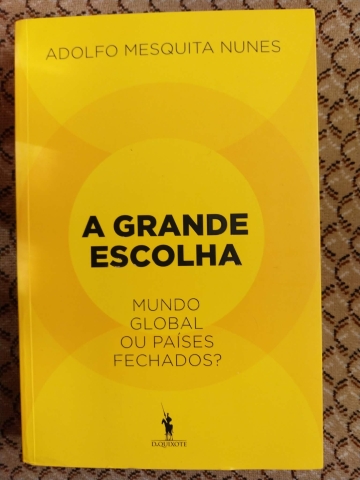 ADOLFO MESQUITA NUNES
A GRANDE
ESCOLHA
MUNDO
GLOBAL
OU PAÍSES
FECHADOS?
D.QUIXOTE